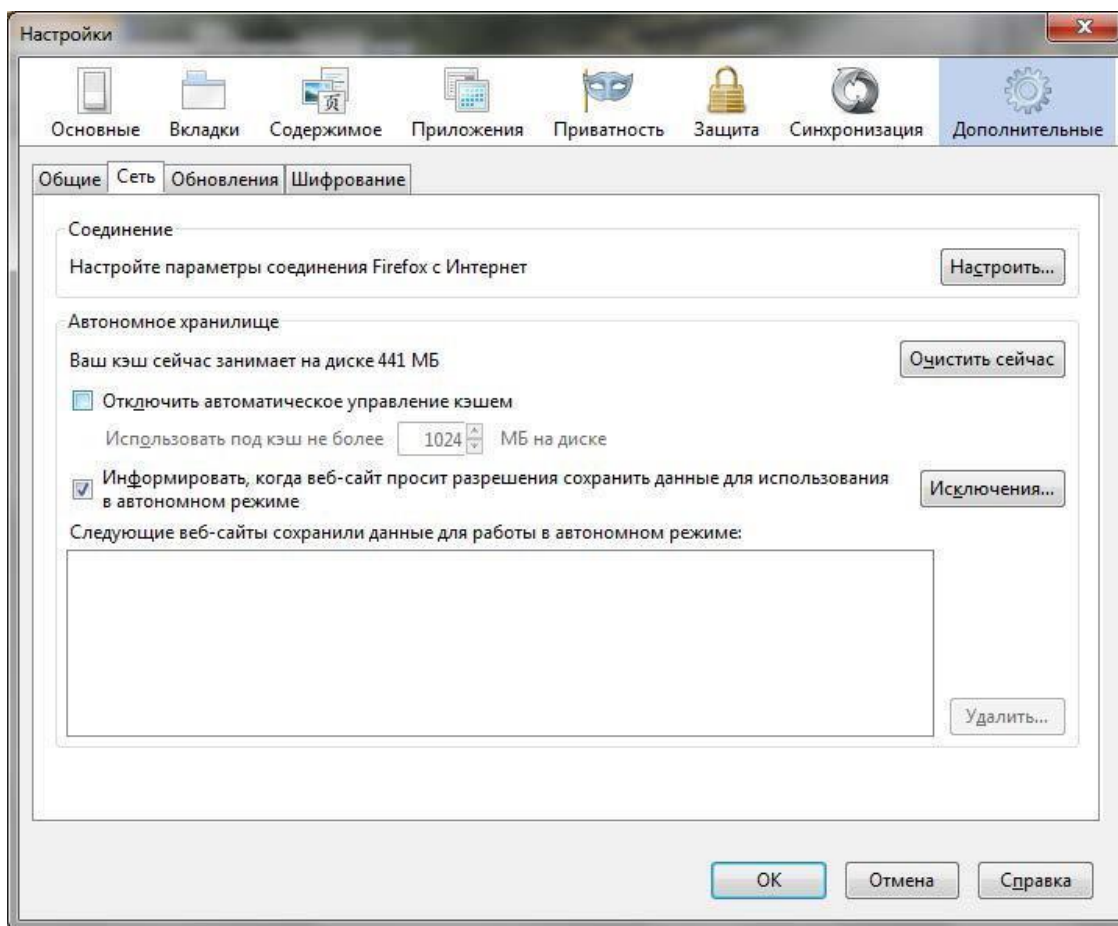 Настройки
Основные Вкладки Содержимое Приложения Приватность Защита Синхронизация Дополнительные
Общие Сеть Обновления Шифрование
Соединение
Настройте параметры соединения Firefox с Интернет Настроить...
Автономное хранилище
Ваш кэш сейчас занимает на диске 441 МБ Очистить сейчас
Отключить автоматическое управление кэшем
Использовать под кэш не более 1024 МБ на диске
Информировать, когда веб-сайт просит разрешения сохранить данные для использования
в автономном режиме Исключения...
Следующие веб-сайты сохранили данные для работы в автономном режиме:
Удалить...
OK Отмена Справка